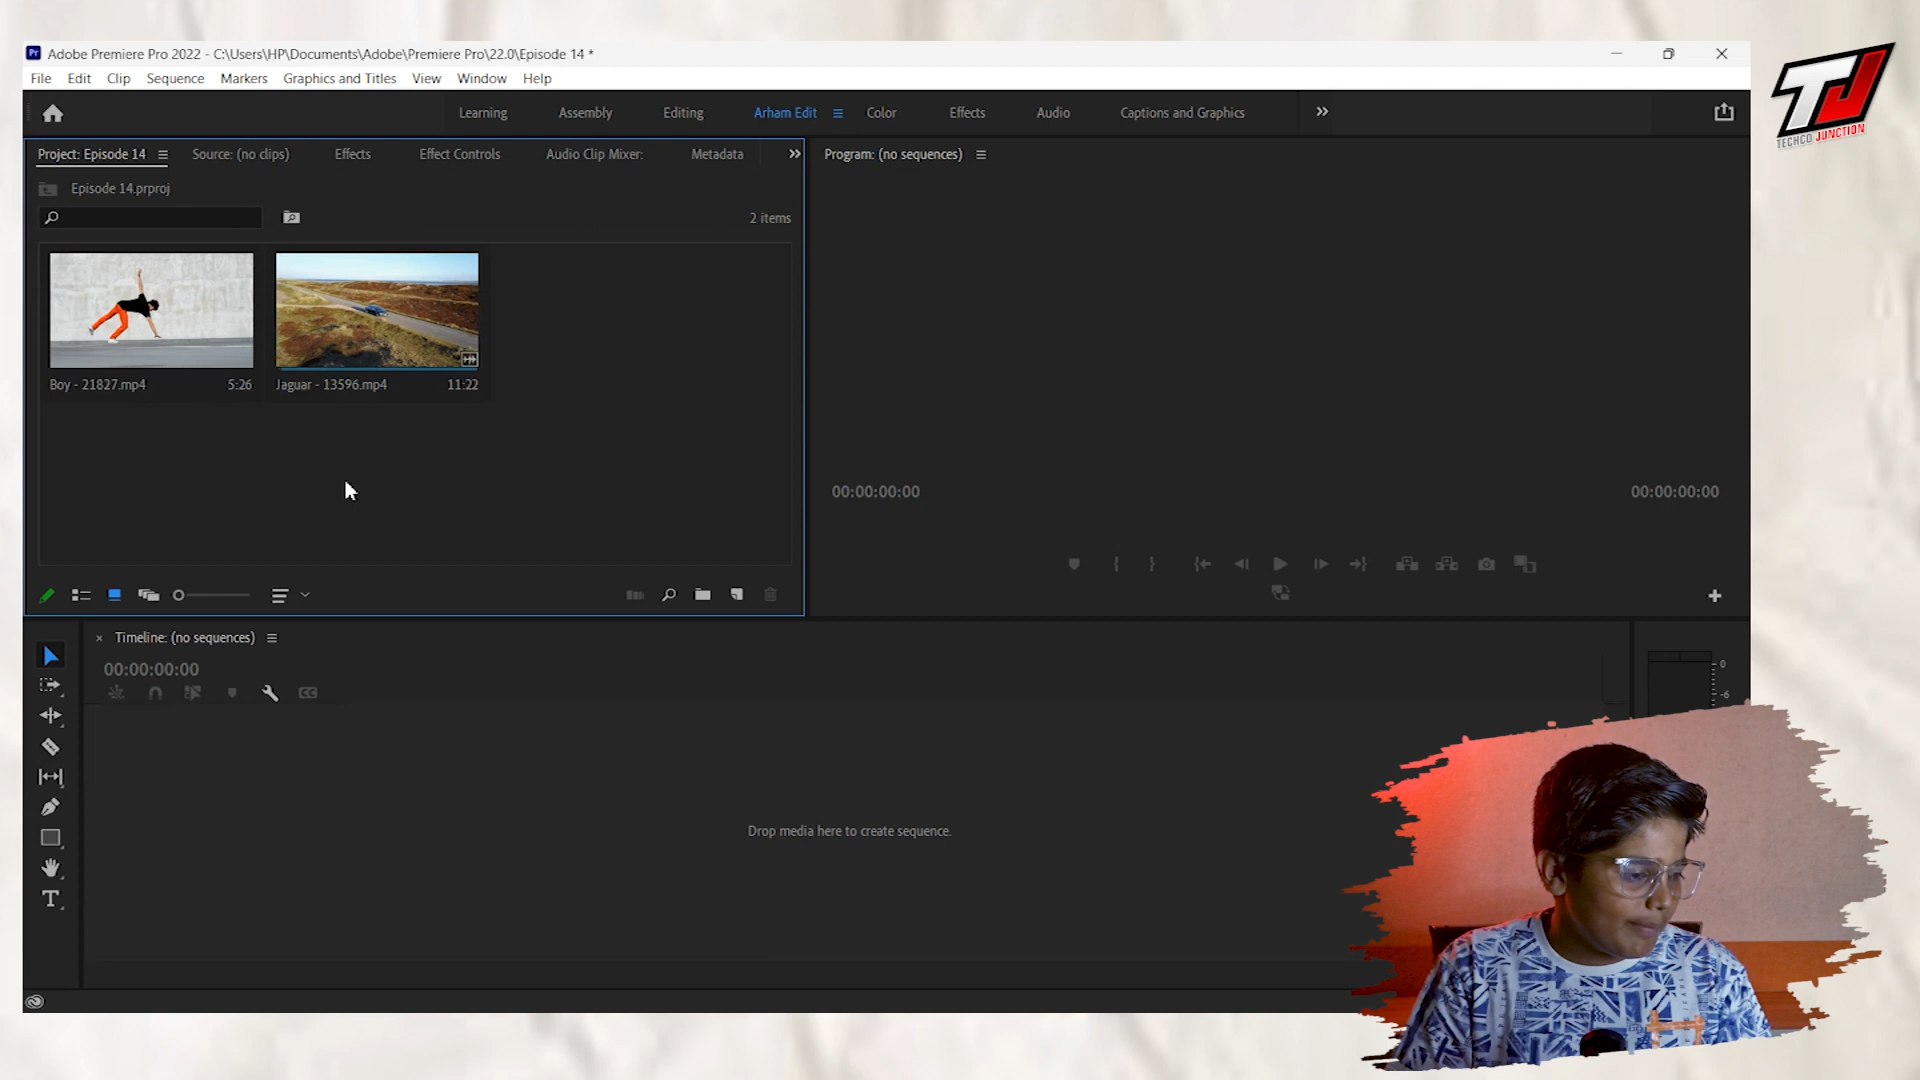 Adobe Premiere Pro 2022 - C:\Users\HP\Documents\Adobe\Premiere Pro\22.0\Episode 14 *
File Edit Clip Sequence Markers Graphics and Titles View Window Help
Learning Assembly Editing Arham Edit Color Effects Audio Captions and Graphics
Project: Episode 14 Source: (no clips) Effects Effect Controls Audio Clip Mixer: Metadata
Program: (no sequences)
Episode 14.prproj
2 items
Boy - 21827.mp4 5:26
Jaguar - 13596.mp4 11:22
00:00:00:00 00:00:00:00
Timeline: (no sequences)
00:00:00:00
Drop media here to create sequence.
0
-6
TJ
TECHCO JUNCTION